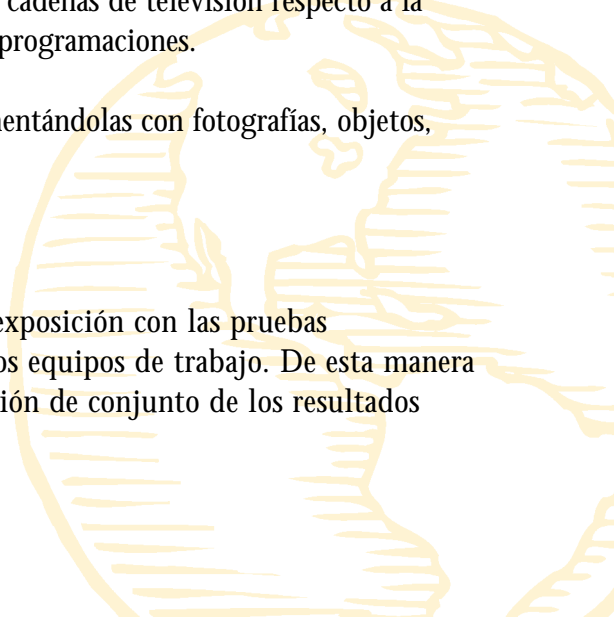 cadenas de televisión respecto a la
programaciones.
entándolas con fotografías, objetos,
exposición con las pruebas
os equipos de trabajo. De esta manera
ión de conjunto de los resultados